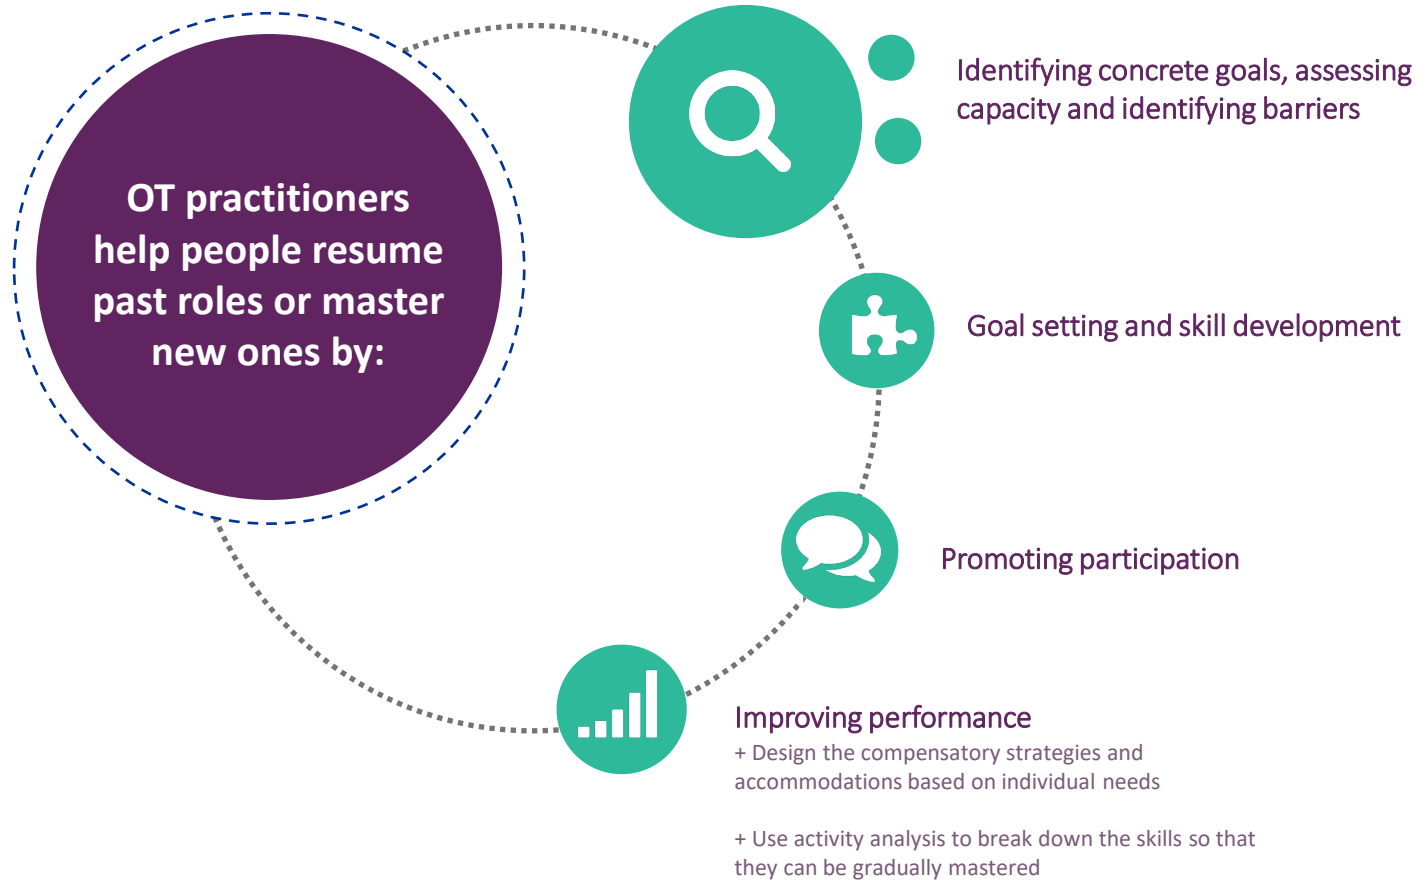 OT practitioners
help people resume
past roles or master
new ones by:
Identifying concrete goals, assessing
capacity and identifying barriers
Goal setting and skill development
Promoting participation
Improving performance
+ Design the compensatory strategies and
accommodations based on individual needs
+ Use activity analysis to break down the skills so that
they can be gradually mastered